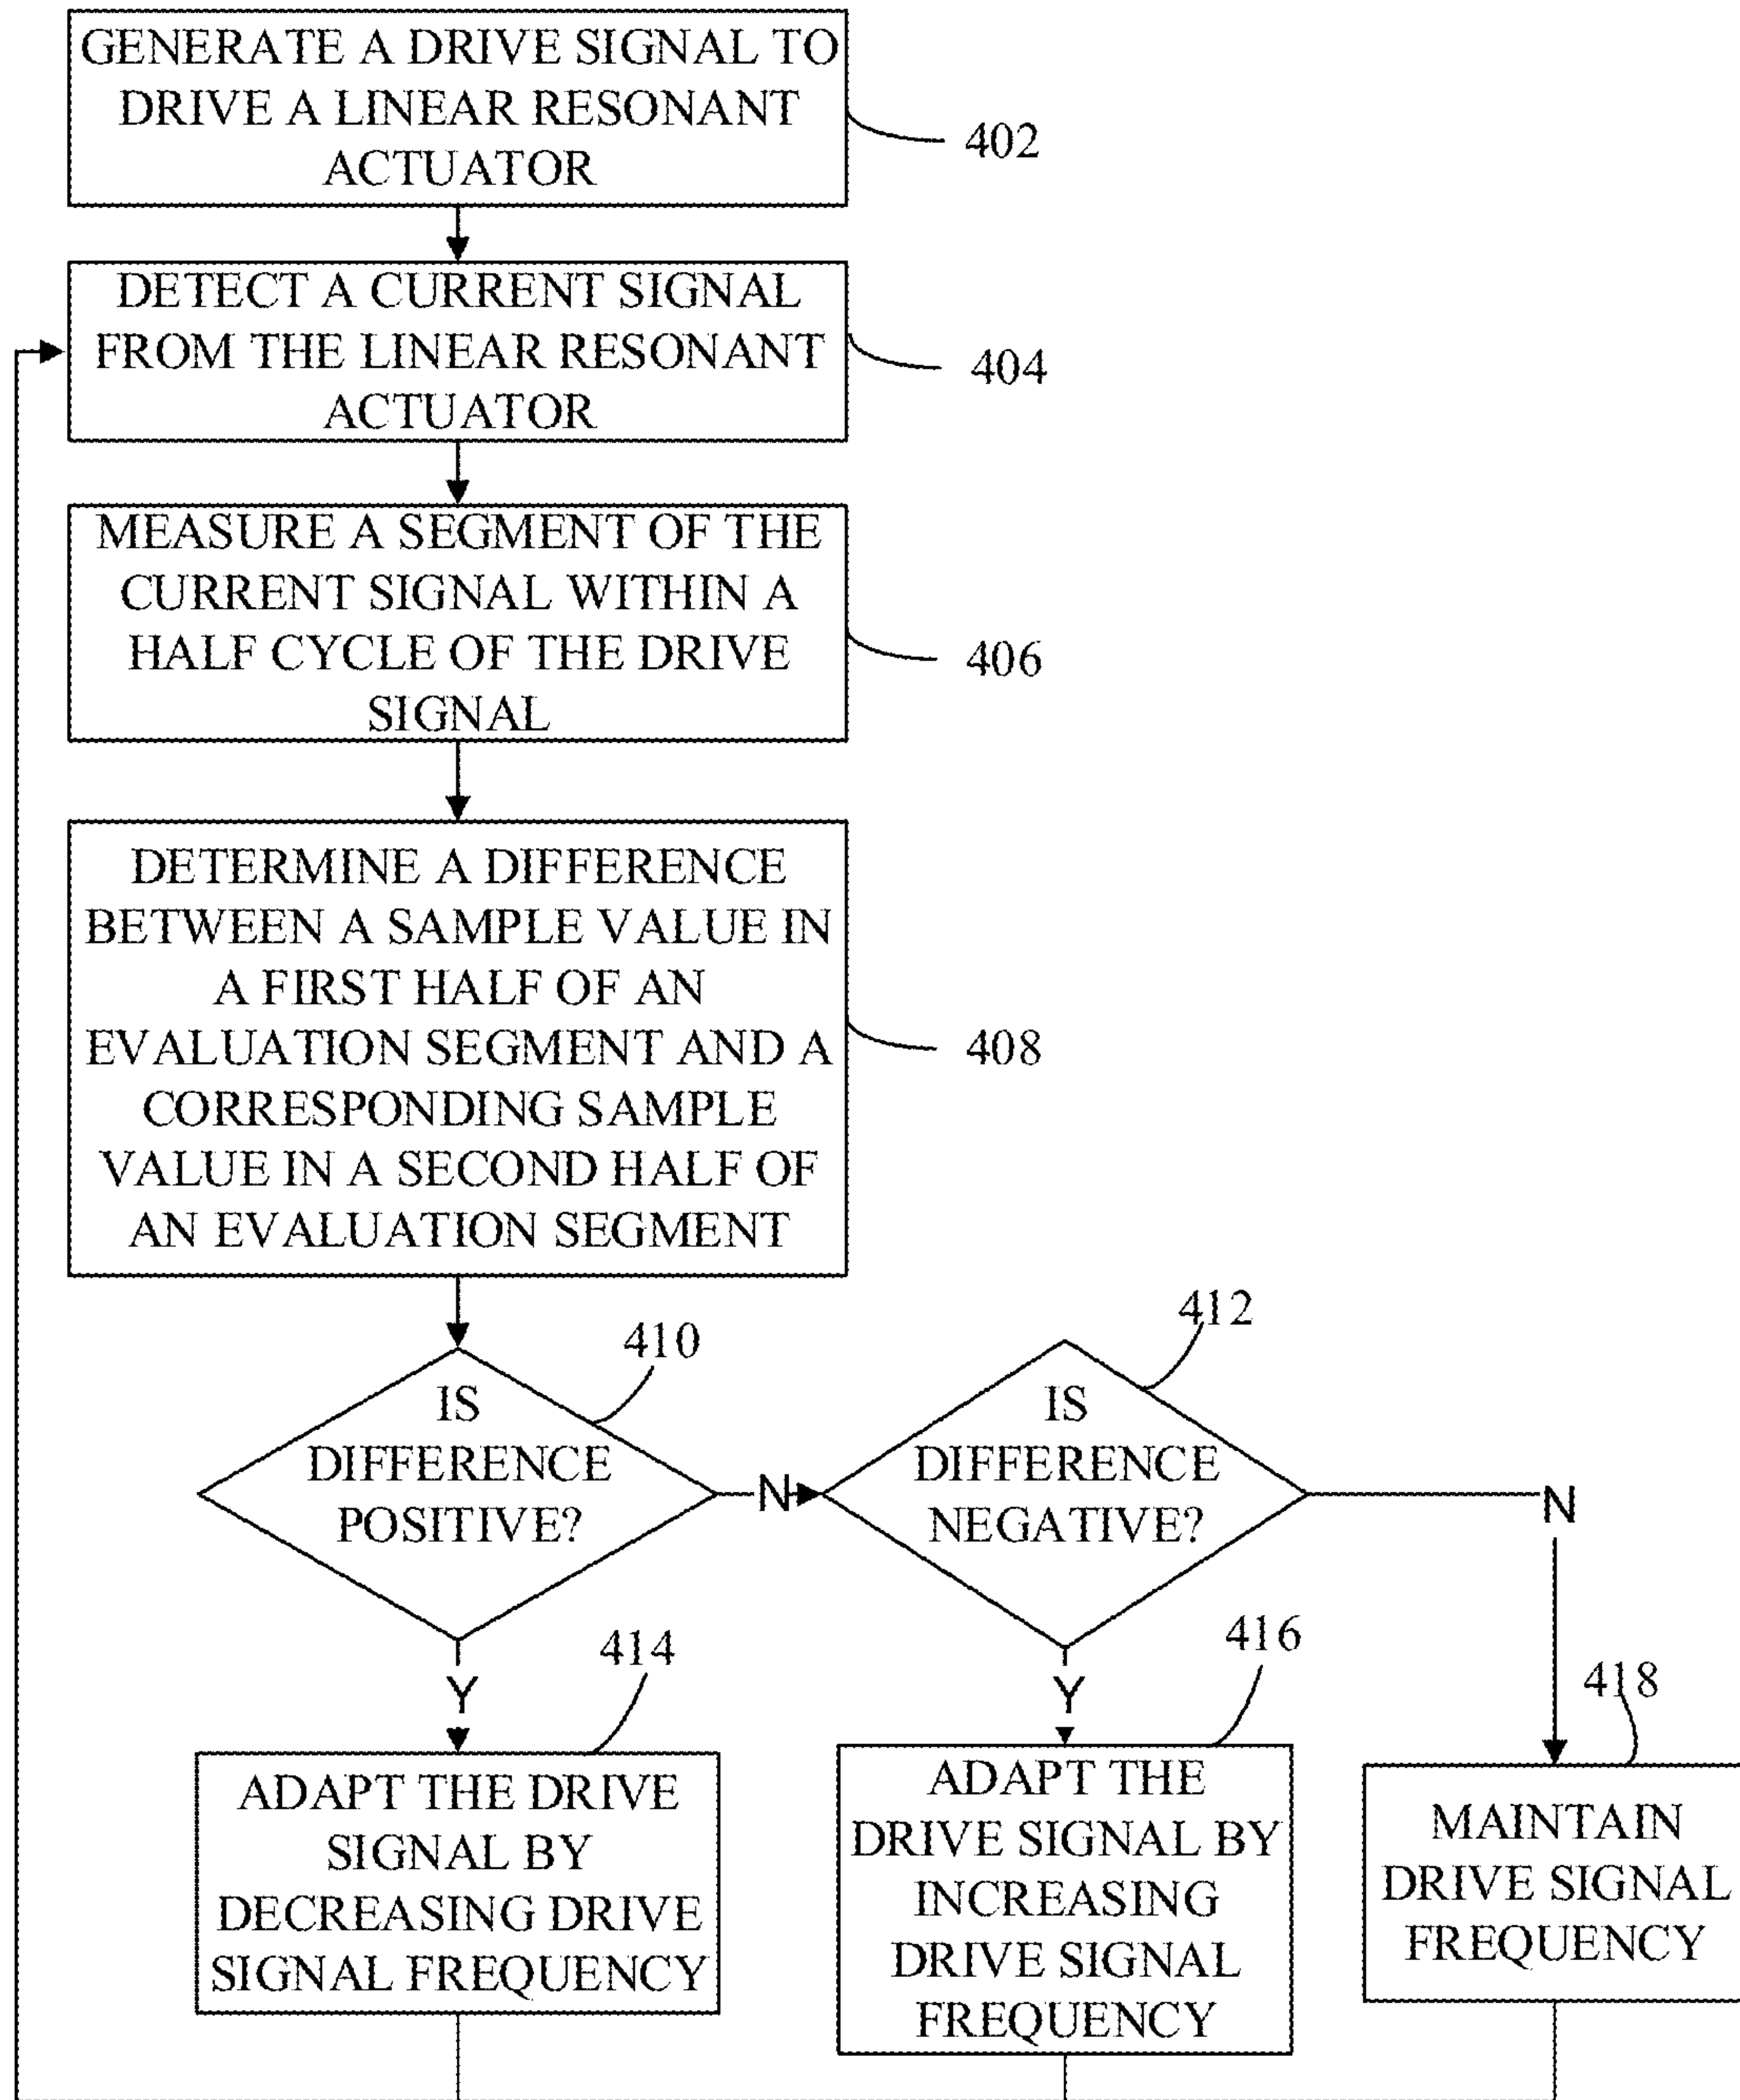 GENERATE A DRIVE SIGNAL TO
DRIVE A LINEAR RESONANT
ACTUATOR
402
DETECT A CURRENT SIGNAL
FROM THE LINEAR RESONANT
ACTUATOR
404
MEASURE A SEGMENT OF THE
CURRENT SIGNAL WITHIN A
HALF CYCLE OF THE DRIVE
SIGNAL
406
DETERMINE A DIFFERENCE
BETWEEN A SAMPLE VALUE IN
A FIRST HALF OF AN
EVALUATION SEGMENT AND A
CORRESPONDING SAMPLE
VALUE IN A SECOND HALF OF
AN EVALUATION SEGMENT
408
410
IS
DIFFERENCE
POSITIVE?
N
412
IS
DIFFERENCE
NEGATIVE?
N
Y
414
ADAPT THE DRIVE
SIGNAL BY
DECREASING DRIVE
SIGNAL FREQUENCY
Y
416
ADAPT THE
DRIVE SIGNAL BY
INCREASING
DRIVE SIGNAL
FREQUENCY
418
MAINTAIN
DRIVE SIGNAL
FREQUENCY